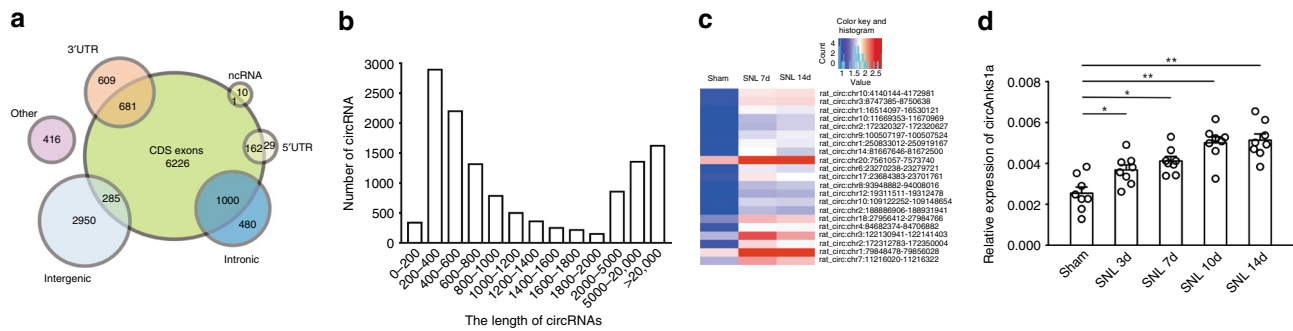 a
3′UTR
609
681
ncRNA
10
1
Other
416
CDS exons
6226
162
29
5′UTR
285
2950
1000
480
Intergenic
Intronic
b
Number of circRNA
3000
2500
2000
1500
1000
500
0
0–200
200–400
400–600
600–800
800–1000
1000–1200
1200–1400
1400–1600
1600–1800
1800–2000
2000–5000
5000–20,000
>20,000
The length of circRNAs
c
Color key and
histogram
Count
4
2
0
1 1.5 2 2.5
Value
Sham SNL 7d SNL 14d
rat_circ:chr10:4140144-4172981
rat_circ:chr3:8747385-8750638
rat_circ:chr1:16514097-16530121
rat_circ:chr10:11669353-11670969
rat_circ:chr2:172320327-172320627
rat_circ:chr9:100507197-100507524
rat_circ:chr1:250833012-250919167
rat_circ:chr14:81667646-81672500
rat_circ:chr20:7561057-7573740
rat_circ:chr6:23270238-23279721
rat_circ:chr17:23684383-23701761
rat_circ:chr8:93948882-94008016
rat_circ:chr12:19311511-19312478
rat_circ:chr10:109122252-109148654
rat_circ:chr2:188886906-188931941
rat_circ:chr18:27956412-27984766
rat_circ:chr4:84682374-84706882
rat_circ:chr3:122130941-122141403
rat_circ:chr2:172312783-172350004
rat_circ:chr1:79848478-79856028
rat_circ:chr7:11216020-11216322
d
Relative expression of circAnks1a
0.008
0.006
0.004
0.002
0.000
**
**
*
*
Sham
SNL 3d
SNL 7d
SNL 10d
SNL 14d